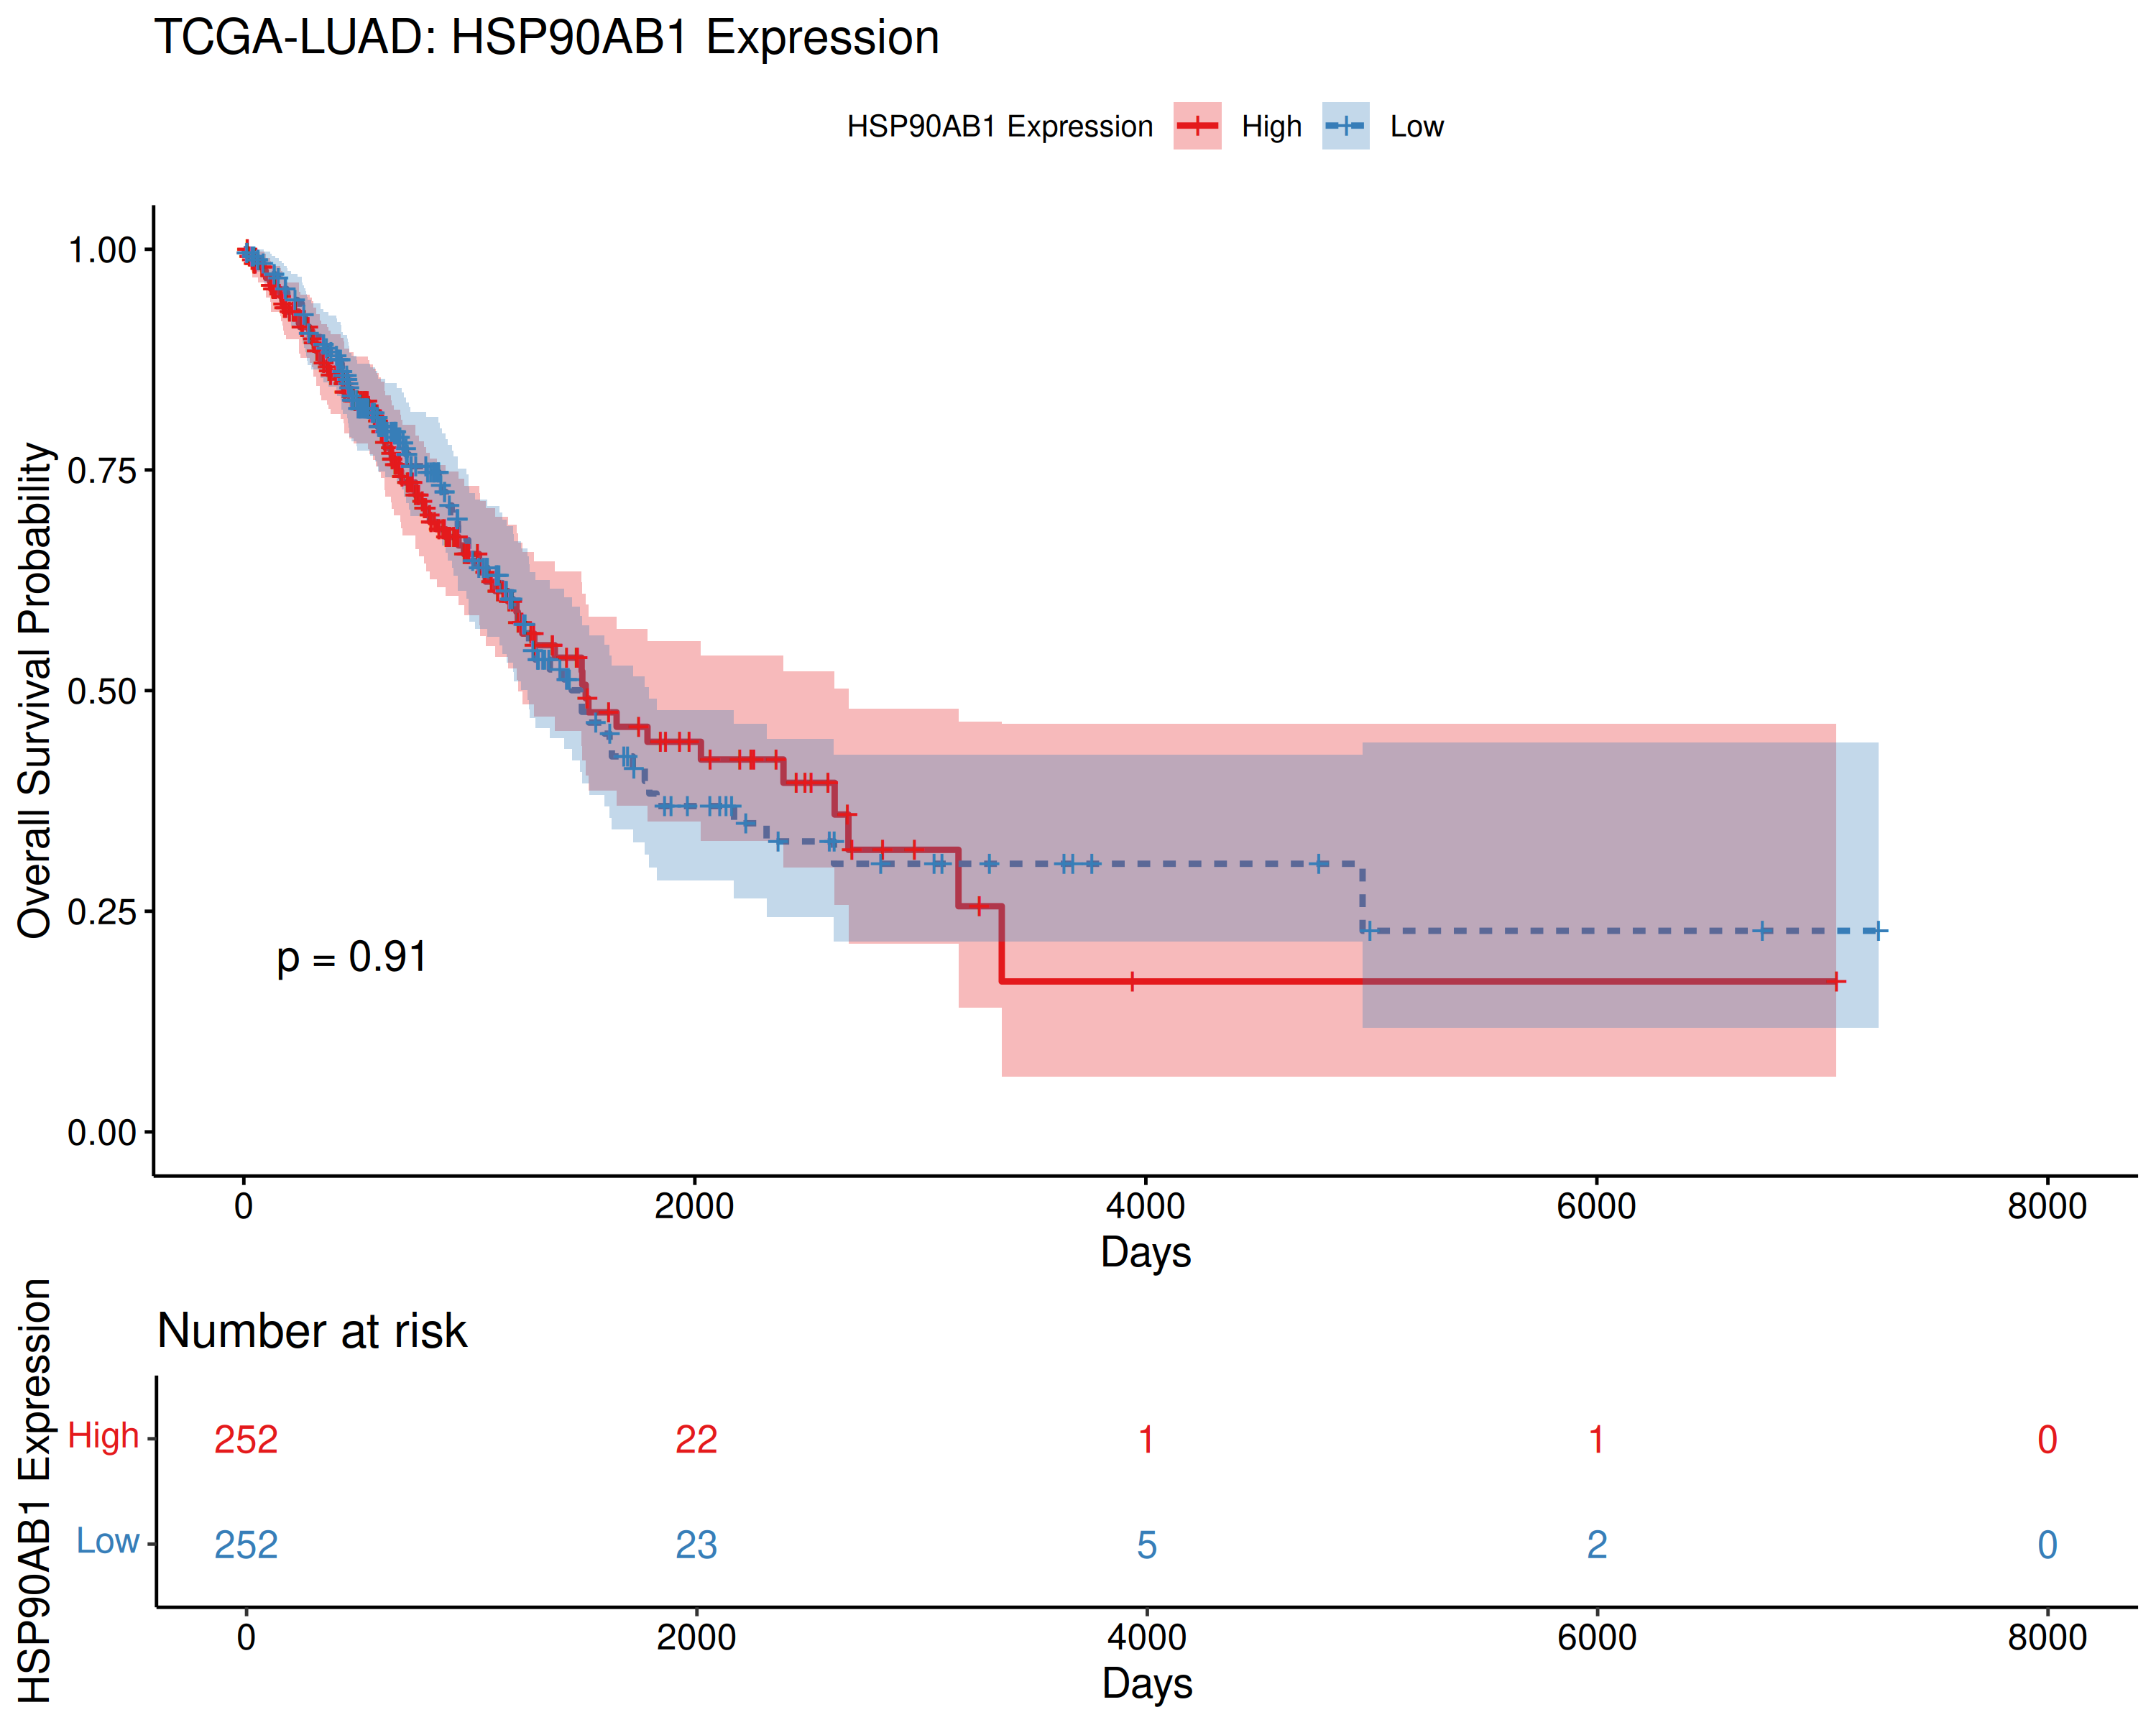 TCGA-LUAD: HSP90AB1 Expression
HSP90AB1 Expression High Low
Overall Survival Probability
1.00
0.75
0.50
0.25
0.00
p = 0.91
0 2000 4000 6000 8000
Days
Number at risk
HSP90AB1 Expression
High 252 22 1 1 0
Low 252 23 5 2 0
0 2000 4000 6000 8000
Days